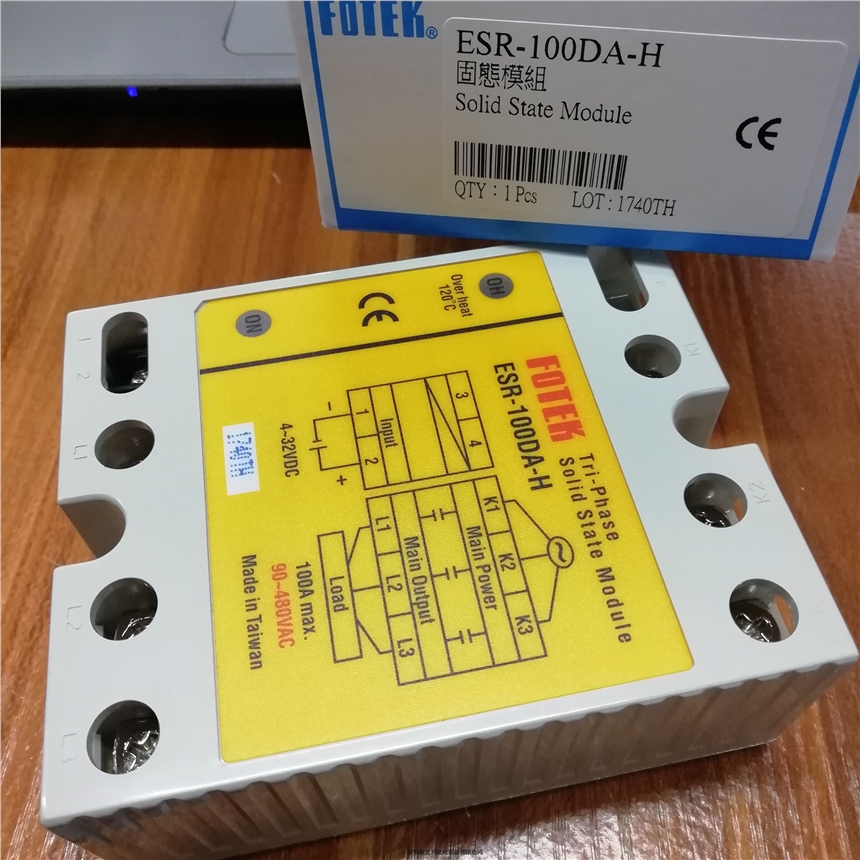 FOTEK®
ESR-100DA-H
固態模組
Solid State Module
CE
QTY : 1 Pcs LOT : 1740TH
ON
CE
Over heat
120°C
OH
FOTEK
ESR-100DA-H
Tri-Phase
Solid State Module
3 4
Input
1 2
- +
4~32VDC
K1 K2 K3
Main Power
Main Output
L1 L2 L3
Load
100A max.
90~480VAC
Made in Taiwan
1740TH
1 2
L1
L2
L3
K1
K2